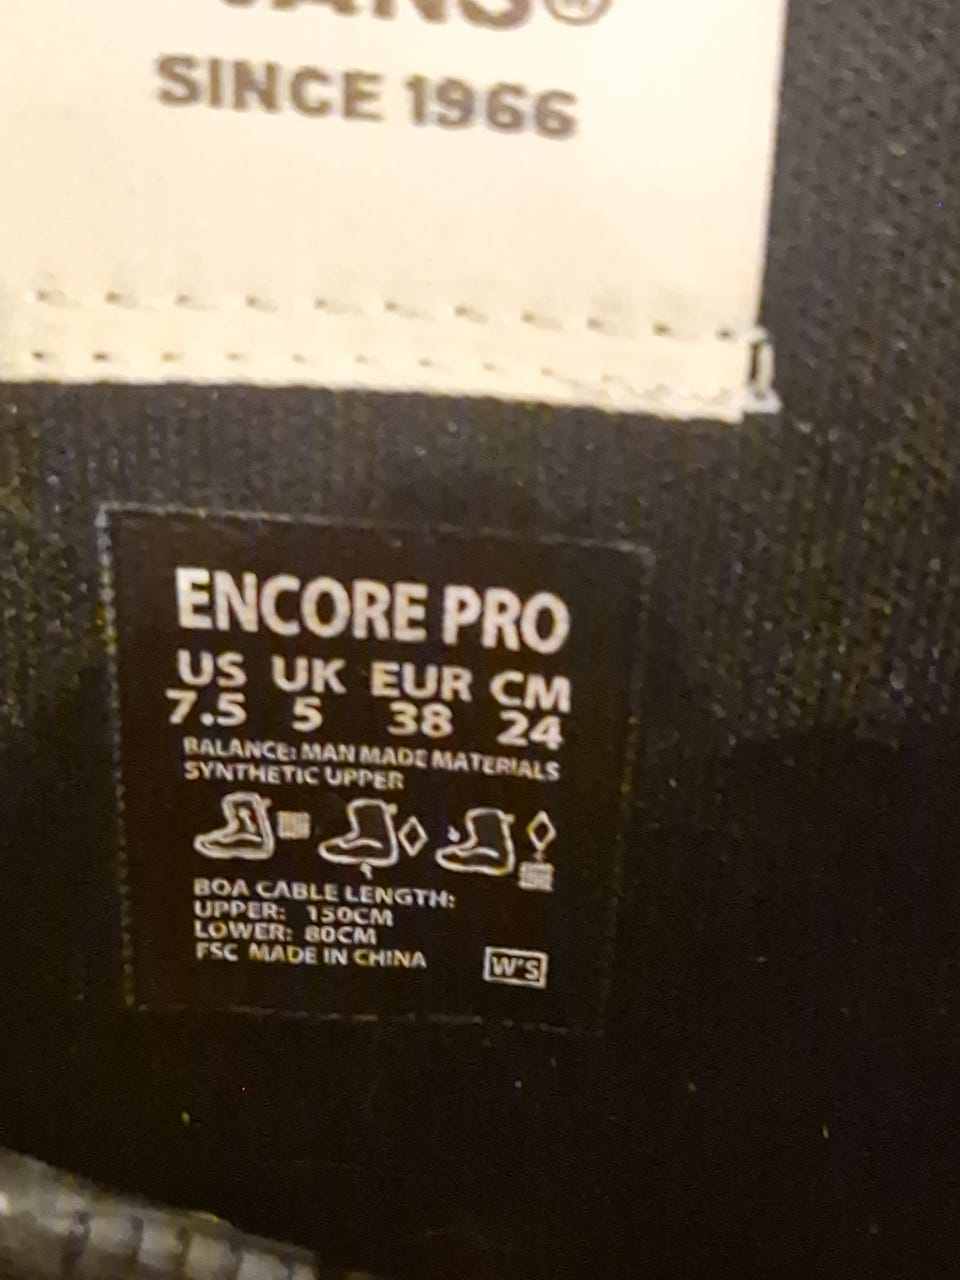 VANS®
SINCE 1966
ENCORE PRO
US UK EUR CM
7.5 5 38 24
BALANCE: MAN MADE MATERIALS
SYNTHETIC UPPER
BOA CABLE LENGTH:
UPPER: 150CM
LOWER: 80CM
FSC MADE IN CHINA
W'S